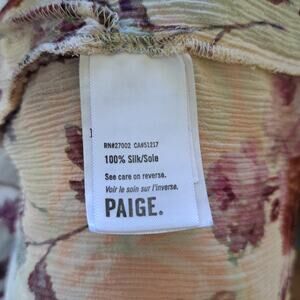 RN#27002 CA#51217
100% Silk/Soie
See care on reverse.
Voir le soin sur l'inverse.
PAIGE.